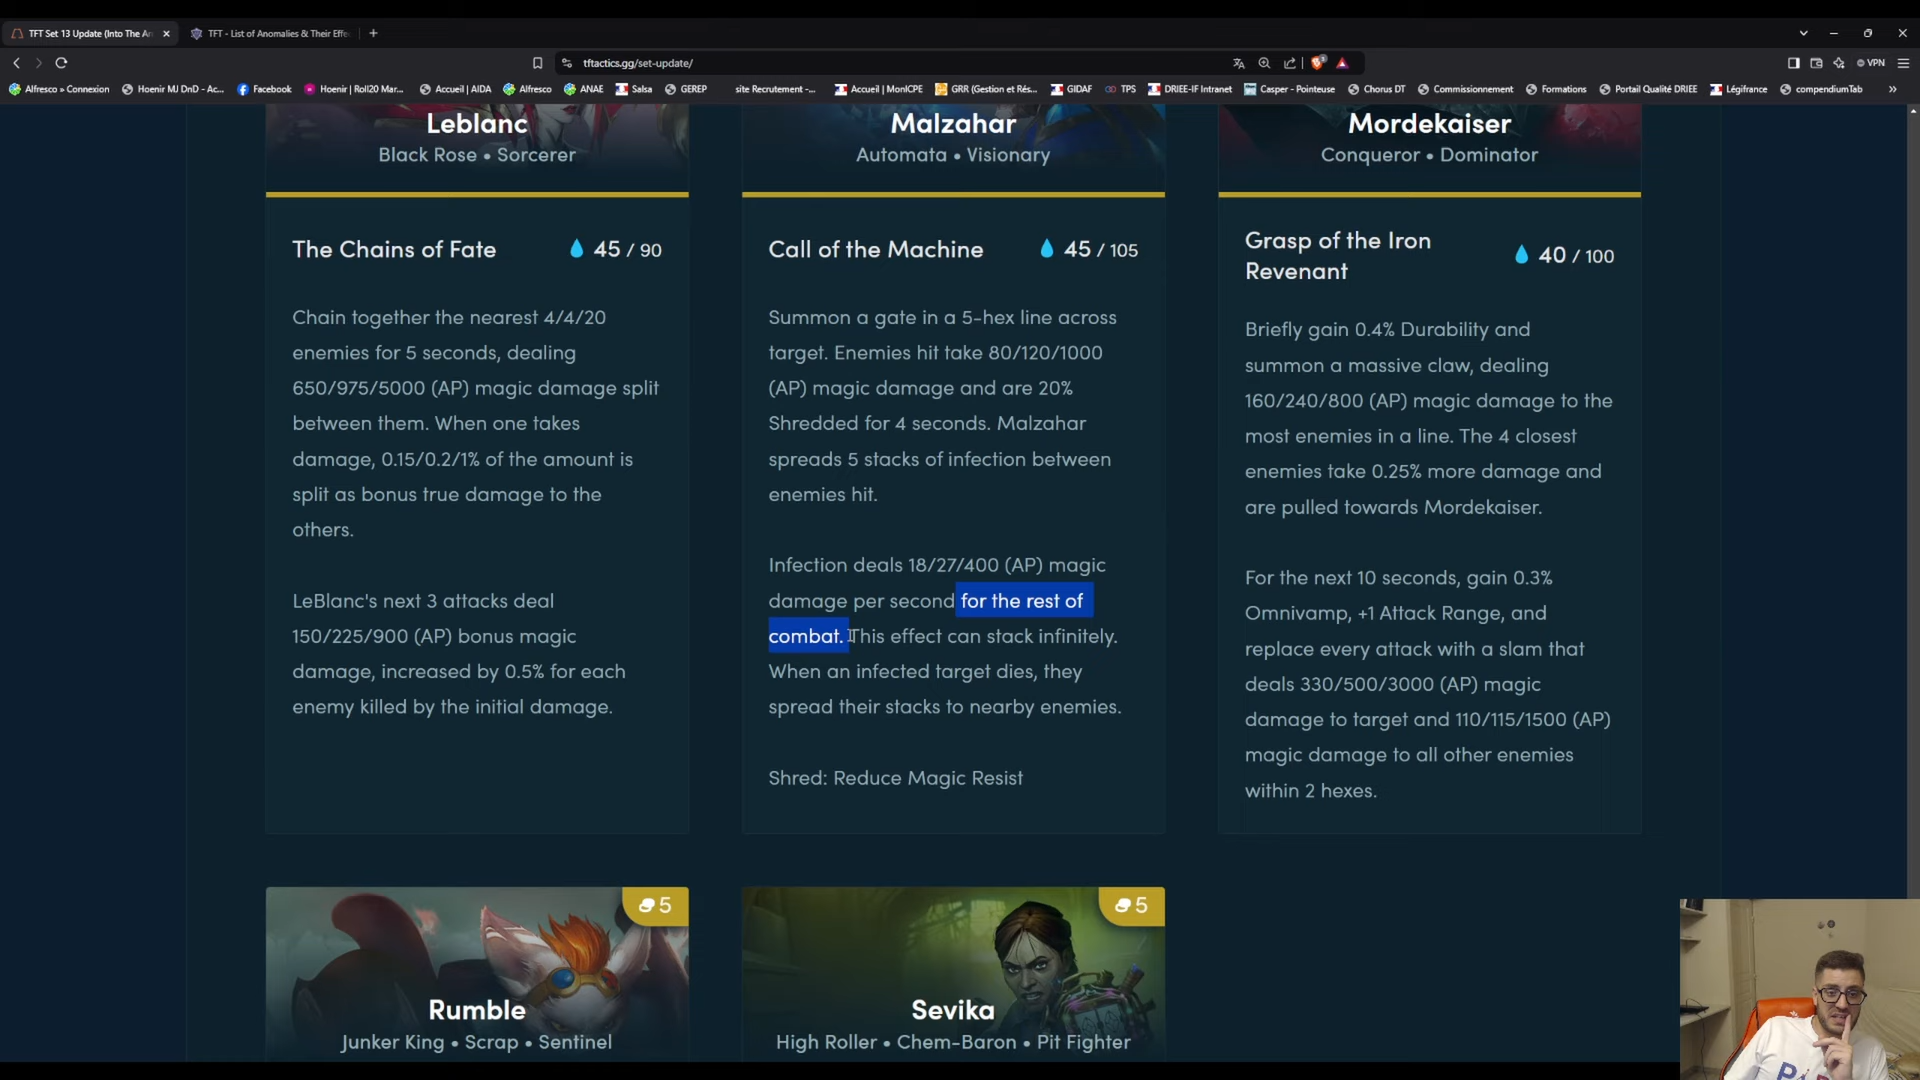 TFT Set 13 Update (Into The Ar
TFT - List of Anomalies & Their Effe
tftactics.gg/set-update/
VPN
Alfresco » Connexion
Hoenir MJ DnD - Ac...
Facebook
Hoenir | Roll20 Mar...
Accueil | AIDA
Alfresco
ANAE
Salsa
GEREP
site Recrutement -...
Accueil | MonICPE
GRR (Gestion et Rés...
GIDAF
TPS
DRIEE-IF Intranet
Casper - Pointeuse
Chorus DT
Commissionnement
Formations
Portail Qualité DRIEE
Légifrance
compendiumTab
»
Leblanc
Black Rose • Sorcerer
The Chains of Fate
45 / 90
Chain together the nearest 4/4/20
enemies for 5 seconds, dealing
650/975/5000 (AP) magic damage split
between them. When one takes
damage, 0.15/0.2/1% of the amount is
split as bonus true damage to the
others.
LeBlanc's next 3 attacks deal
150/225/900 (AP) bonus magic
damage, increased by 0.5% for each
enemy killed by the initial damage.
Malzahar
Automata • Visionary
Call of the Machine
45 / 105
Summon a gate in a 5-hex line across
target. Enemies hit take 80/120/1000
(AP) magic damage and are 20%
Shredded for 4 seconds. Malzahar
spreads 5 stacks of infection between
enemies hit.
Infection deals 18/27/400 (AP) magic
damage per second for the rest of
combat. This effect can stack infinitely.
When an infected target dies, they
spread their stacks to nearby enemies.
Shred: Reduce Magic Resist
Mordekaiser
Conqueror • Dominator
Grasp of the Iron
Revenant
40 / 100
Briefly gain 0.4% Durability and
summon a massive claw, dealing
160/240/800 (AP) magic damage to the
most enemies in a line. The 4 closest
enemies take 0.25% more damage and
are pulled towards Mordekaiser.
For the next 10 seconds, gain 0.3%
Omnivamp, +1 Attack Range, and
replace every attack with a slam that
deals 330/500/3000 (AP) magic
damage to target and 110/115/1500 (AP)
magic damage to all other enemies
within 2 hexes.
5
Rumble
Junker King • Scrap • Sentinel
5
Sevika
High Roller • Chem-Baron • Pit Fighter